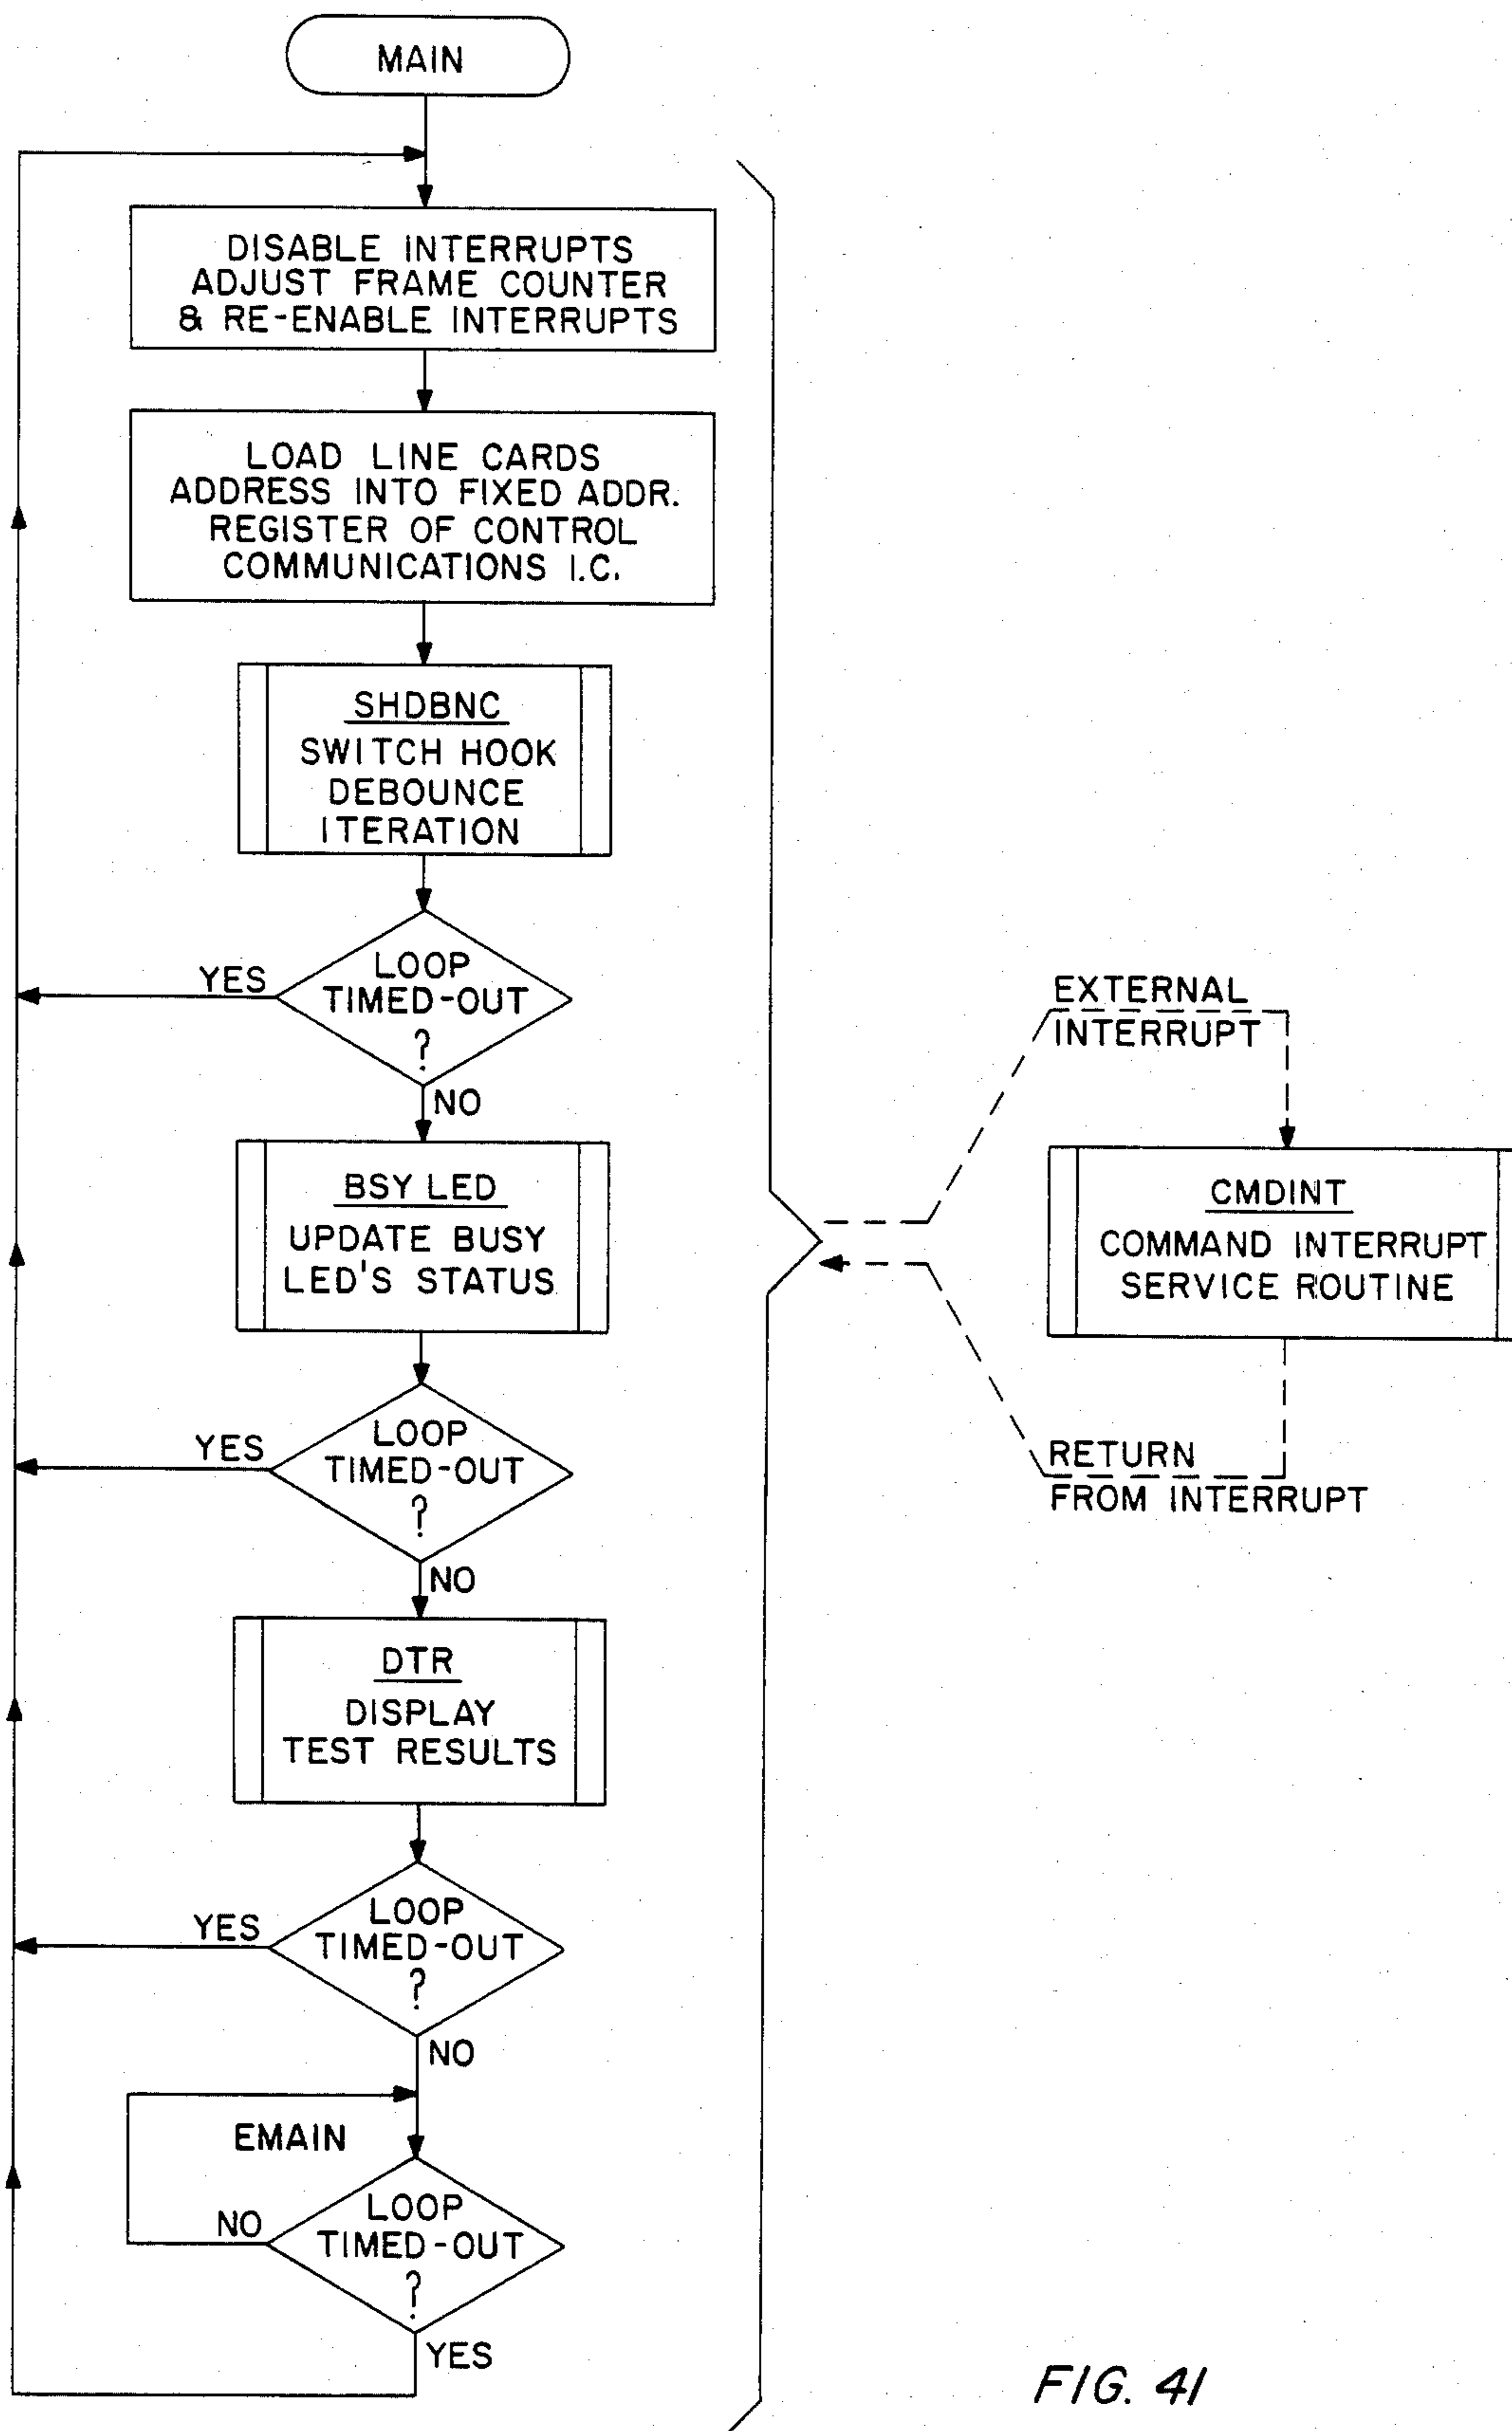 MAIN
DISABLE INTERRUPTS
ADJUST FRAME COUNTER
& RE-ENABLE INTERRUPTS
LOAD LINE CARDS
ADDRESS INTO FIXED ADDR.
REGISTER OF CONTROL
COMMUNICATIONS I.C.
SHDBNC
SWITCH HOOK
DEBOUNCE
ITERATION
LOOP
TIMED-OUT
?
YES
NO
BSY LED
UPDATE BUSY
LED'S STATUS
LOOP
TIMED-OUT
?
YES
NO
DTR
DISPLAY
TEST RESULTS
LOOP
TIMED-OUT
?
YES
NO
EMAIN
LOOP
TIMED-OUT
?
NO
YES
EXTERNAL
INTERRUPT
CMDINT
COMMAND INTERRUPT
SERVICE ROUTINE
RETURN
FROM INTERRUPT
FIG. 41